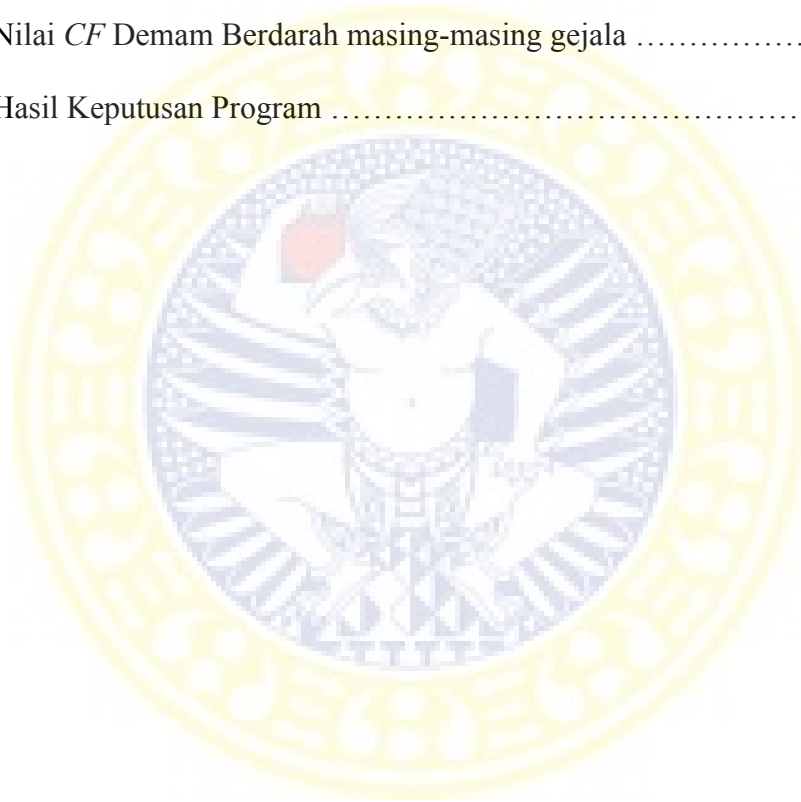 Nilai CF Demam Berdarah masing-masing gejala ………………
Hasil Keputusan Program ………………………………………